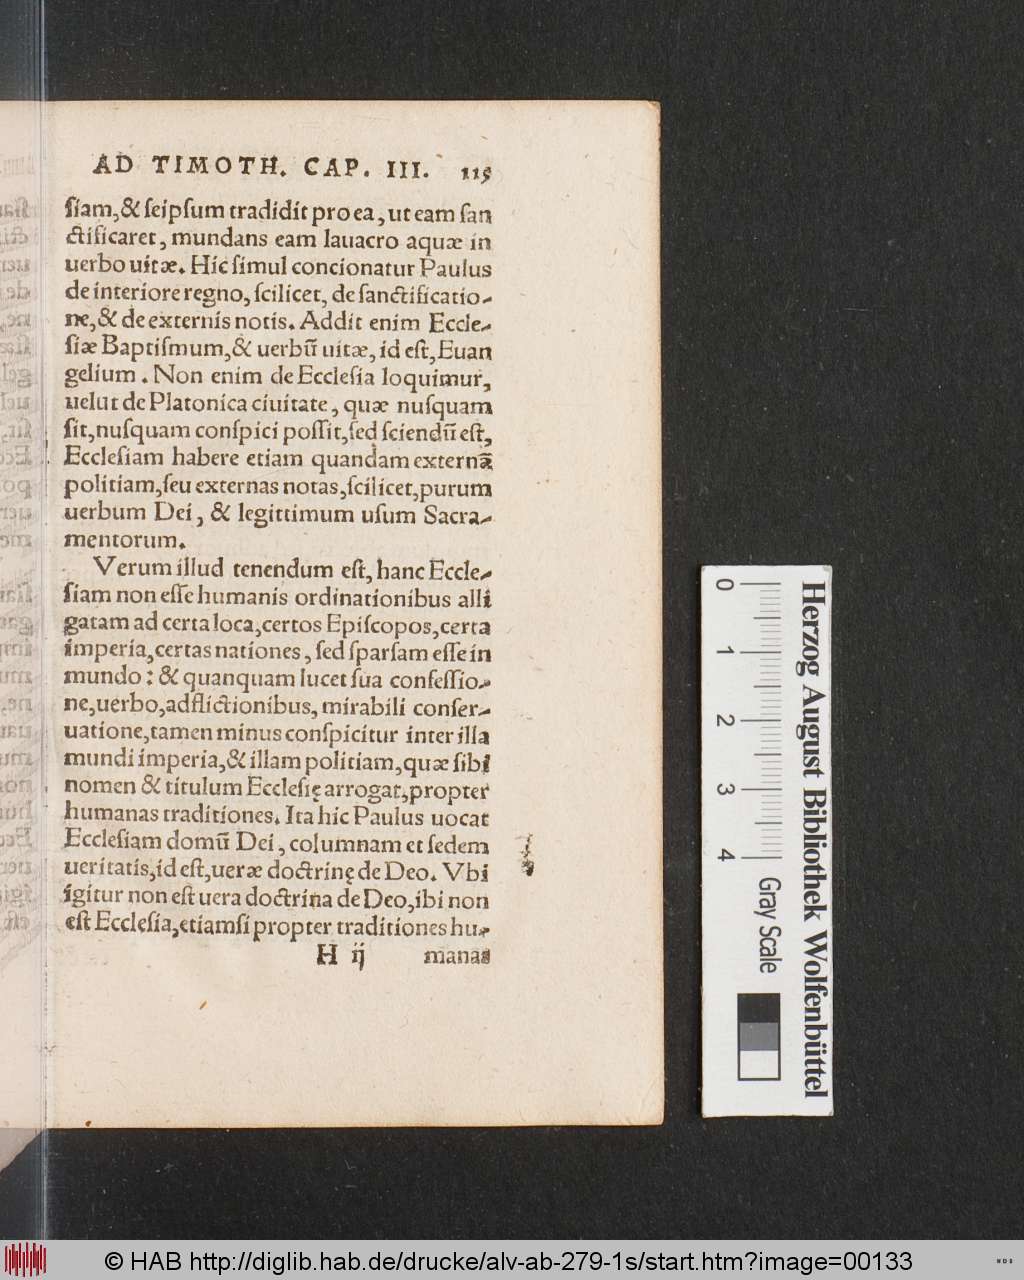 AD TIMOTH. CAP. III. 115
ſiam, & ſeipſum tradidit pro ea, ut eam ſan
ctificaret, mundans eam lauacro aquæ in
uerbo uitæ. Hic ſimul concionatur Paulus
de interiore regno, ſcilicet, de ſanctificatio-
ne, & de externis notis. Addit enim Eccle-
ſiæ Baptiſmum, & uerbū uitæ, id eſt, Euan
gelium. Non enim de Eccleſia loquimur,
uelut de Platonica ciuitate, quæ nuſquam
ſit, nuſquam conſpici poſſit, ſed ſciendū eſt,
Eccleſiam habere etiam quandam externā
politiam, ſeu externas notas, ſcilicet, purum
uerbum Dei, & legittimum uſum Sacra-
mentorum.
Verum illud tenendum eſt, hanc Eccle-
ſiam non eſſe humanis ordinationibus alli
gatam ad certa loca, certos Epiſcopos, certa
imperia, certas nationes, ſed ſparſam eſſe in
mundo: & quanquam lucet ſua confeſſio-
ne, uerbo, adflictionibus, mirabili conſer-
uatione, tamen minus conſpicitur inter illa
mundi imperia, & illam politiam, quæ ſibi
nomen & titulum Eccleſię arrogat, propter
humanas traditiones. Ita hic Paulus uocat
Eccleſiam domū Dei, columnam et ſedem
ueritatis, id eſt, ueræ doctrinę de Deo. Vbi
igitur non eſt uera doctrina de Deo, ibi non
eſt Eccleſia, etiamſi propter traditiones hu-
H ij manas
0 1 2 3 4
Gray Scale
Herzog August Bibliothek Wolfenbüttel
© HAB http://diglib.hab.de/drucke/alv-ab-279-1s/start.htm?image=00133